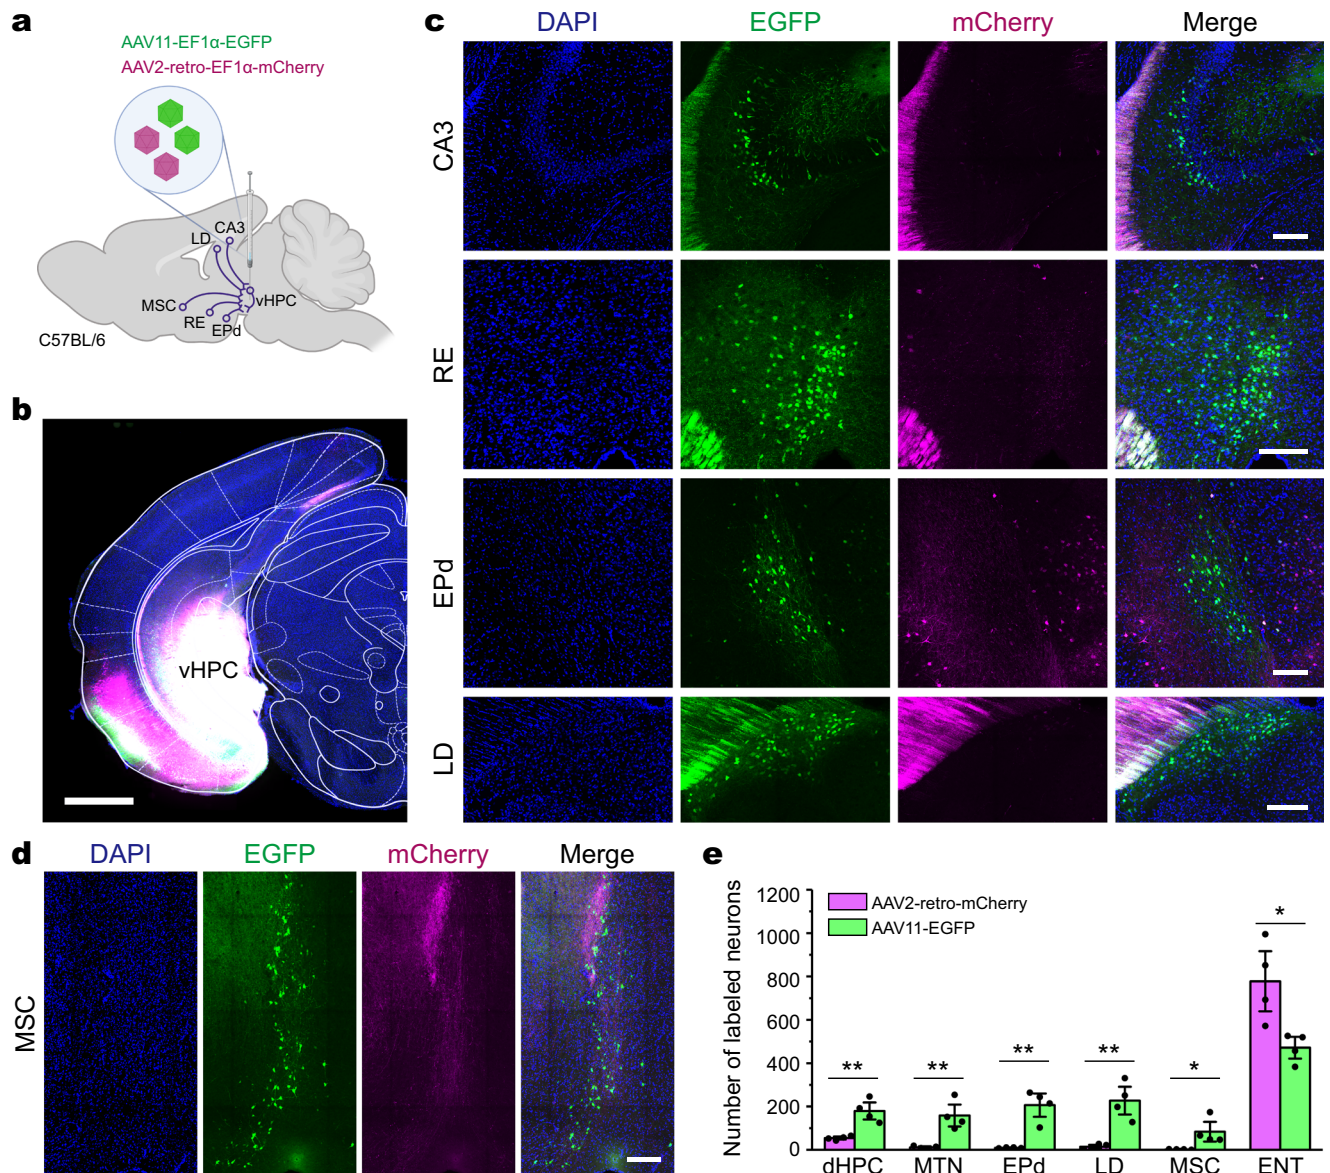 a
AAV11-EF1α-EGFP
AAV2-retro-EF1α-mCherry
CA3
LD
MSC
vHPC
RE
EPd
C57BL/6
b
vHPC
c
DAPI EGFP mCherry Merge
CA3
RE
EPd
LD
d
DAPI EGFP mCherry Merge
MSC
e
AAV2-retro-mCherry
AAV11-EGFP
Number of labeled neurons
1200
1000
800
600
400
200
0
** ** ** ** * *
dHPC MTN EPd LD MSC ENT